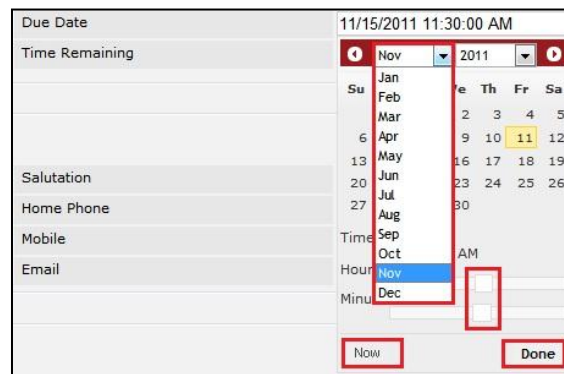 Due Date
11/15/2011 11:30:00 AM
Time Remaining
Nov 2011
Su Th Fr Sa
Jan
Feb
Mar 2 3 4 5
6 Apr 9 10 11 12
13 May 16 17 18 19
Salutation
20 Jun 23 24 25 26
27 Jul 30
Home Phone
Aug
Mobile
Time Sep
Oct AM
Email
Hour Nov
Minu Dec
Now Done